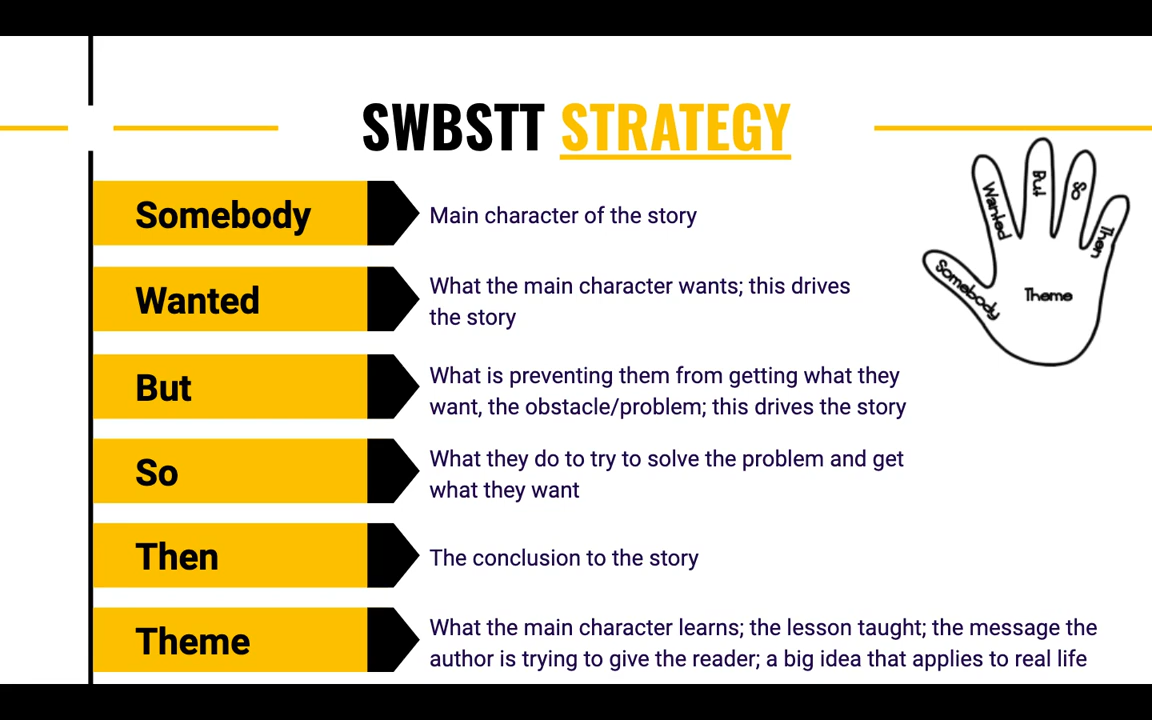 SWBSTT STRATEGY
Somebody
Main character of the story
Wanted
What the main character wants; this drives
the story
But
What is preventing them from getting what they
want, the obstacle/problem; this drives the story
So
What they do to try to solve the problem and get
what they want
Then
The conclusion to the story
Theme
What the main character learns; the lesson taught; the message the
author is trying to give the reader; a big idea that applies to real life
Somebody
Wanted
But
So
Then
Theme